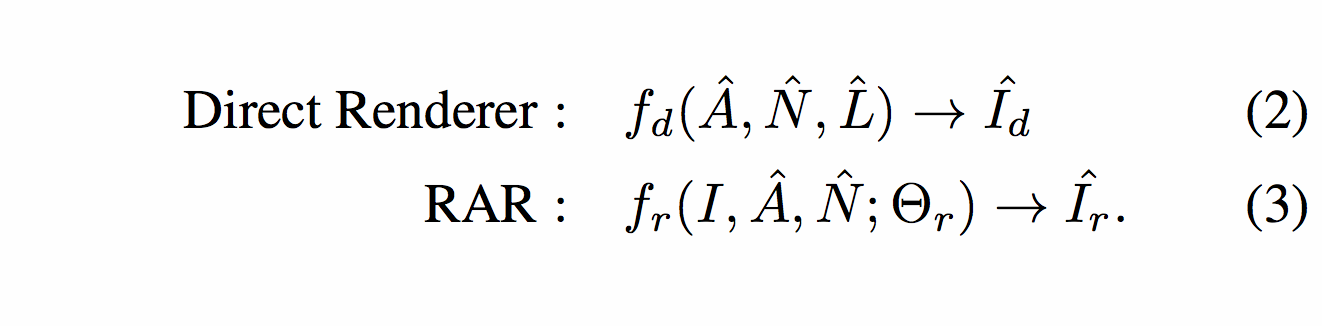 Direct Renderer : f_d(Â, N̂, L̂) → Î_d (2)
RAR : f_r(I, Â, N̂; Θ_r) → Î_r. (3)